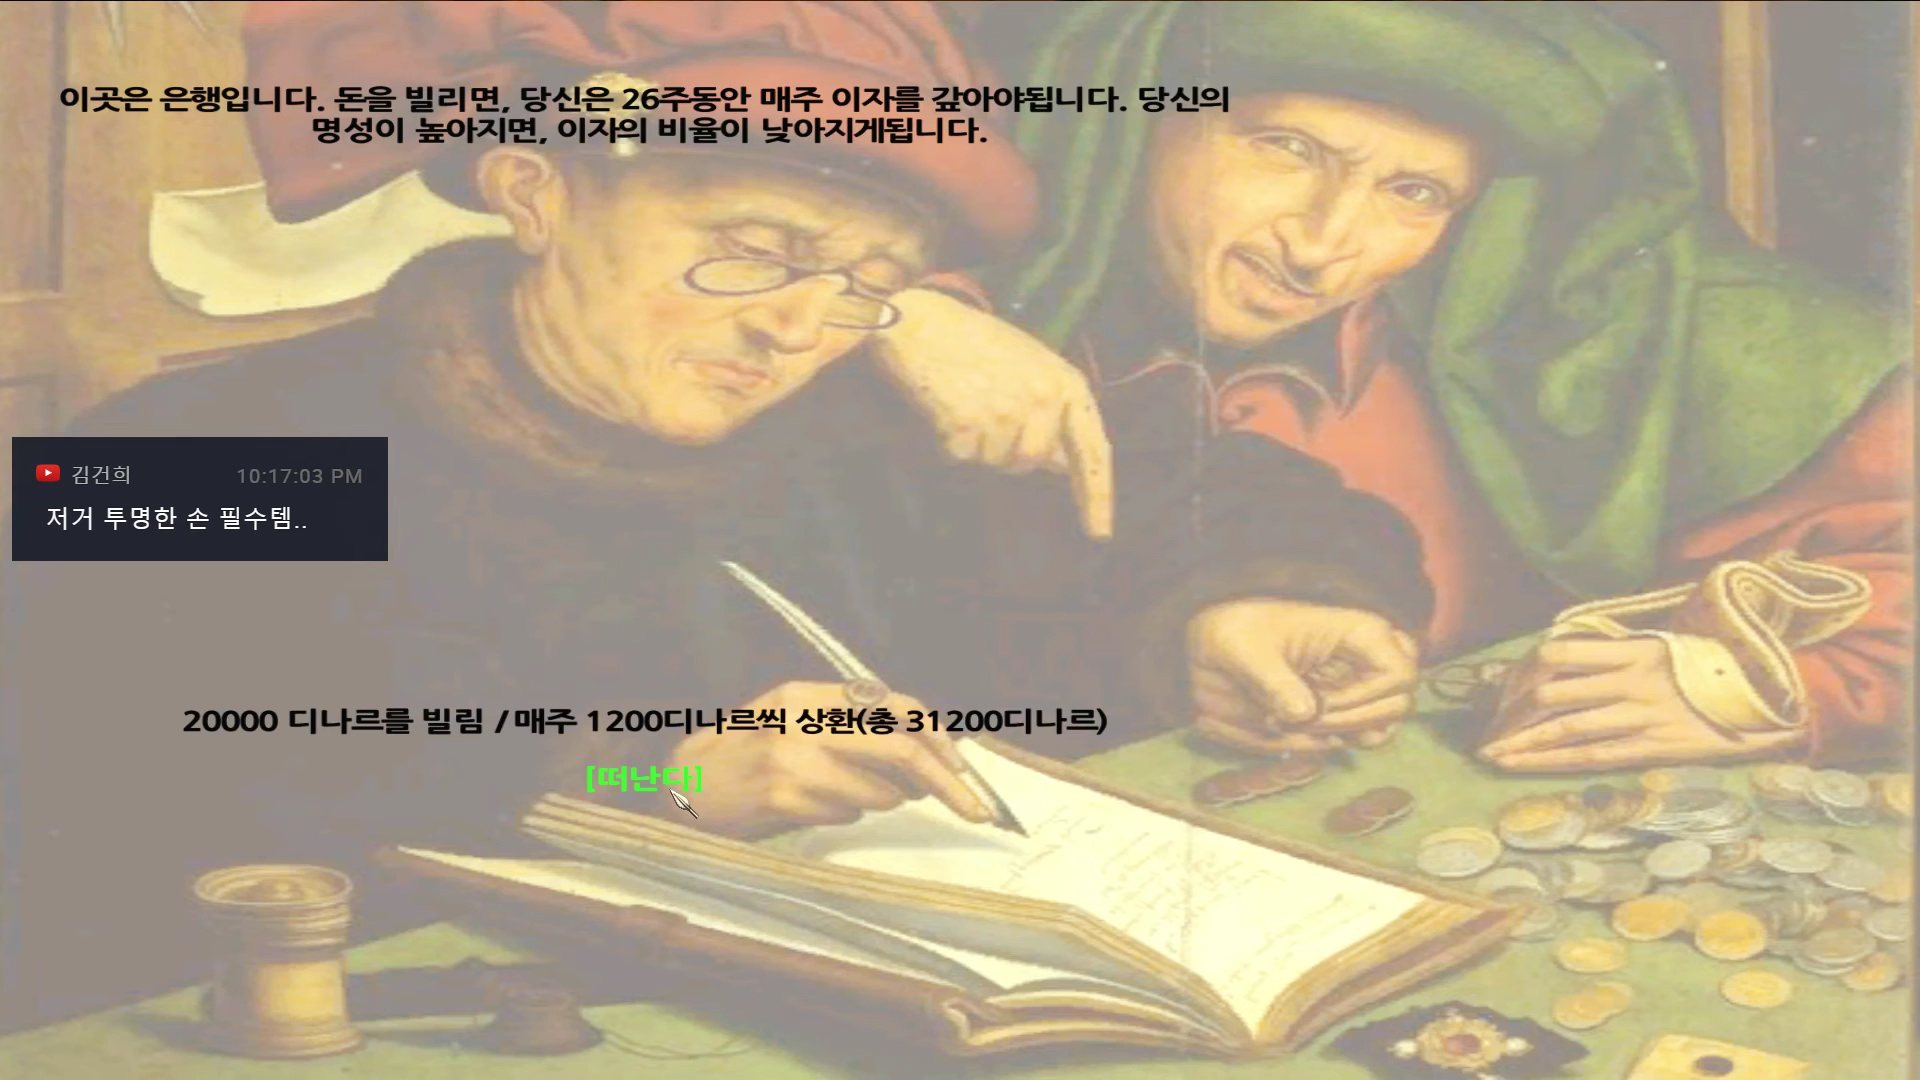 이곳은 은행입니다. 돈을 빌리면, 당신은 26주동안 매주 이자를 갚아야됩니다. 당신의
명성이 높아지면, 이자의 비율이 낮아지게됩니다.
김건희 10:17:03 PM
저거 투명한 손 필수템..
20000 디나르를 빌림 / 매주 1200디나르씩 상환(총 31200디나르)
[떠난다]